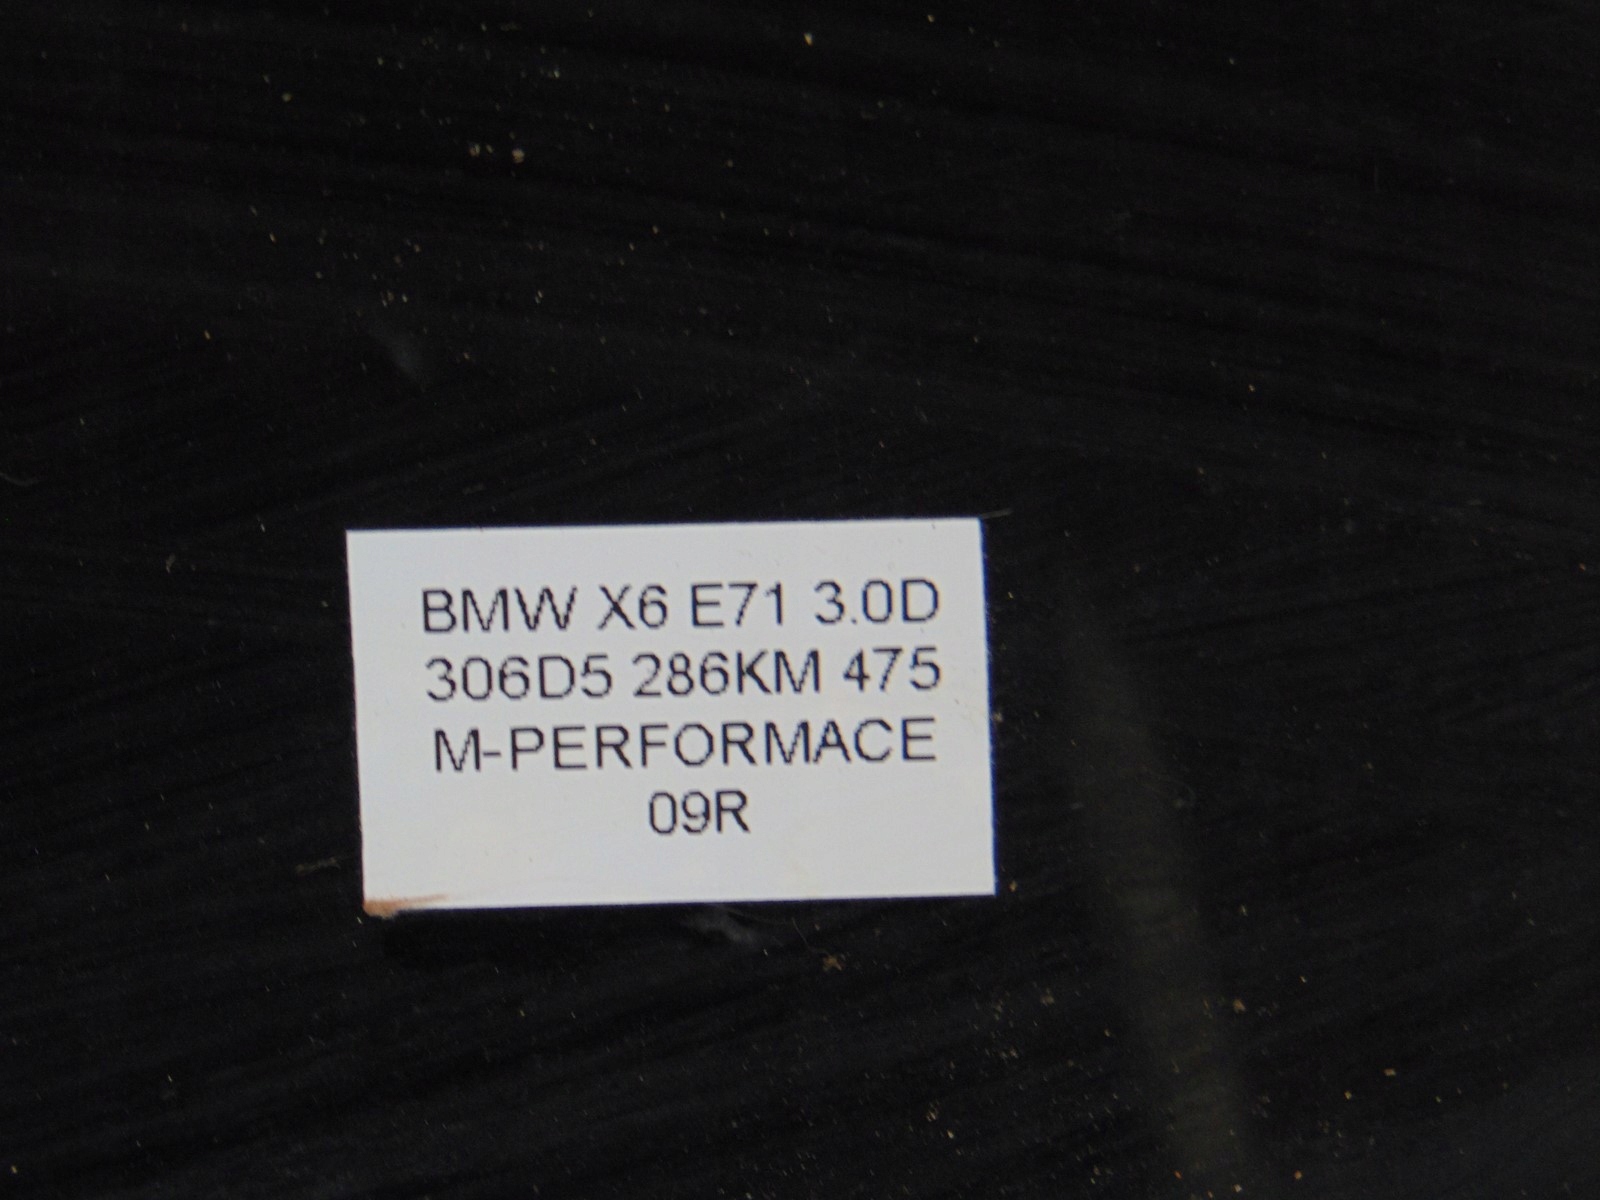 BMW X6 E71 3.0D
306D5 286KM 475
M-PERFORMACE
09R